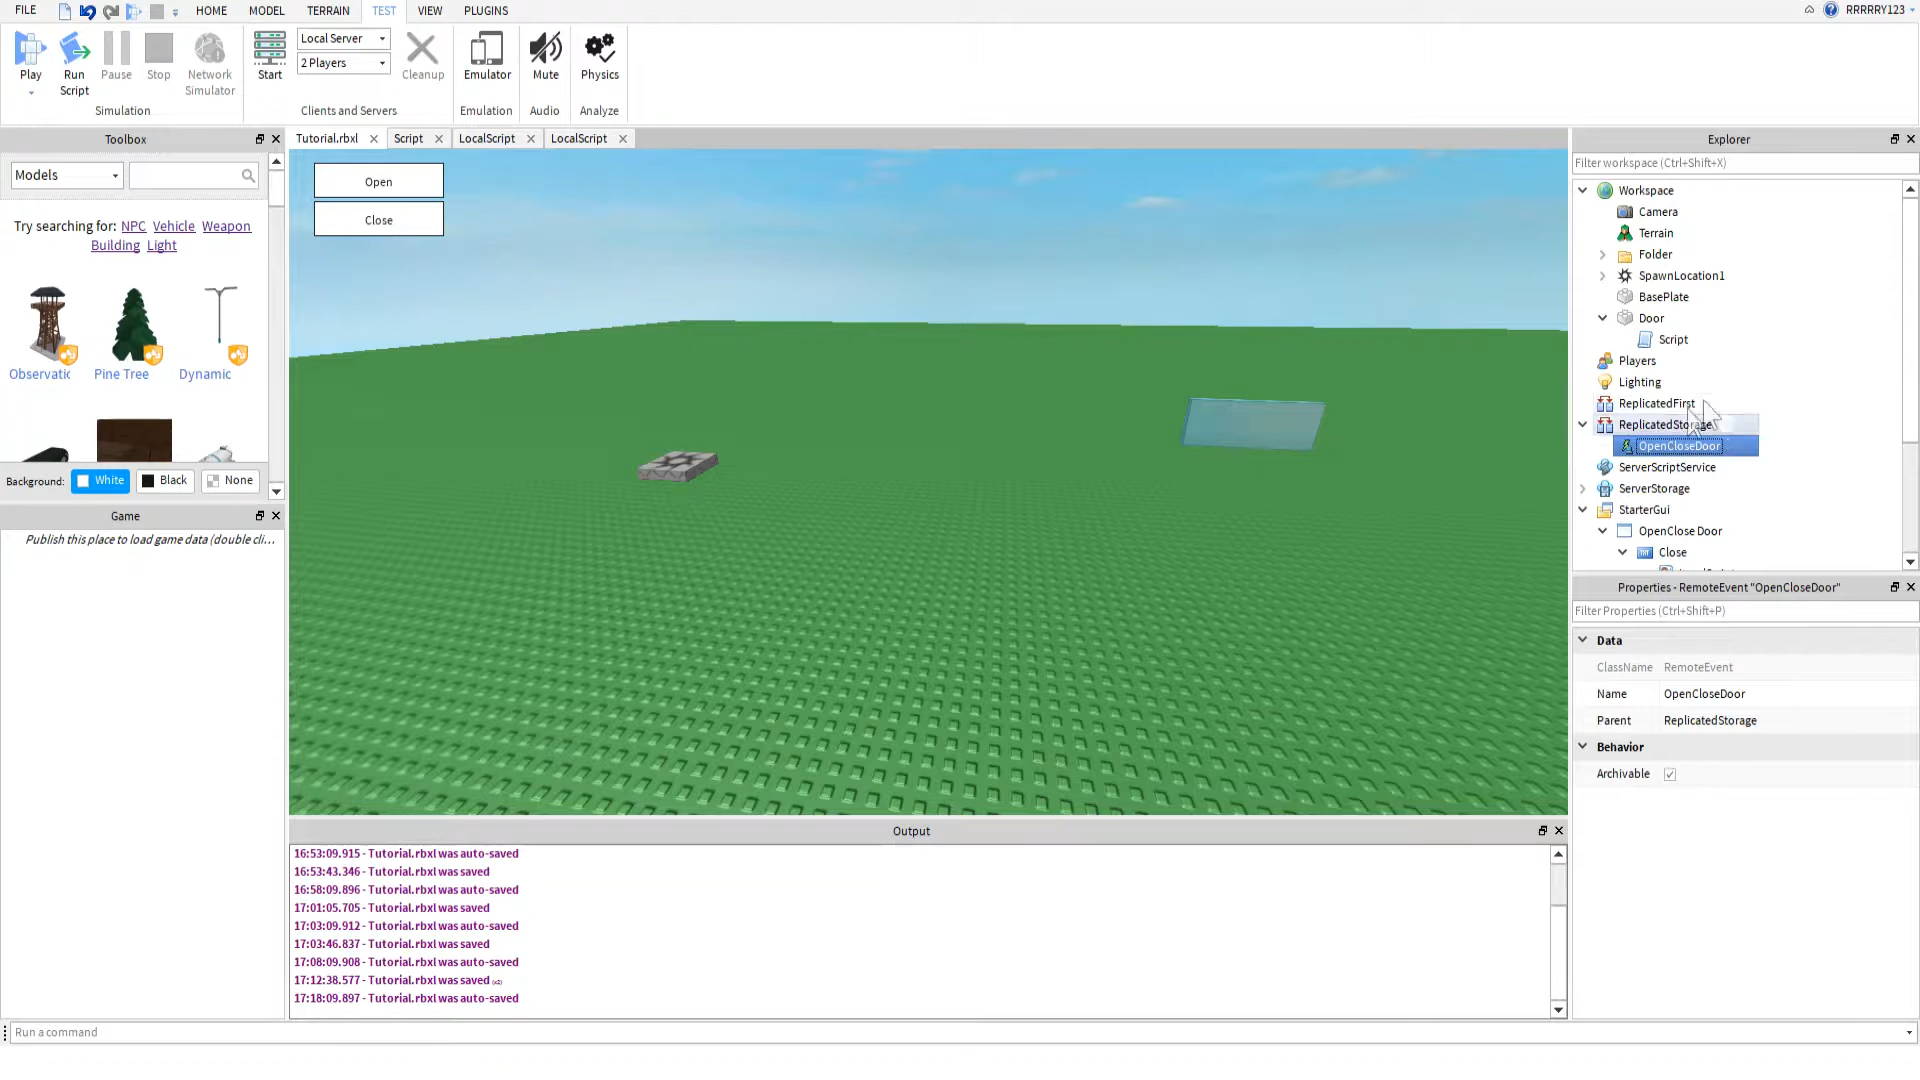 FILE HOME MODEL TERRAIN TEST VIEW PLUGINS RRRRRY123
Play Run Script Pause Stop Network Simulator
Simulation
Start Local Server 2 Players Cleanup
Clients and Servers
Emulator
Emulation
Mute
Audio
Physics
Analyze
Toolbox
Models
Try searching for: NPC Vehicle Weapon
Building Light
Observatic Pine Tree Dynamic
Background: White Black None
Game
Publish this place to load game data (double cli...
Tutorial.rbxl Script LocalScript LocalScript
Open
Close
Output
16:53:09.915 - Tutorial.rbxl was auto-saved
16:53:43.346 - Tutorial.rbxl was saved
16:58:09.896 - Tutorial.rbxl was auto-saved
17:01:05.705 - Tutorial.rbxl was saved
17:03:09.912 - Tutorial.rbxl was auto-saved
17:03:46.837 - Tutorial.rbxl was saved
17:08:09.908 - Tutorial.rbxl was auto-saved
17:12:38.577 - Tutorial.rbxl was saved (x2)
17:18:09.897 - Tutorial.rbxl was auto-saved
Explorer
Filter workspace (Ctrl+Shift+X)
Workspace
Camera
Terrain
Folder
SpawnLocation1
BasePlate
Door
Script
Players
Lighting
ReplicatedFirst
ReplicatedStorage
OpenCloseDoor
ServerScriptService
ServerStorage
StarterGui
OpenClose Door
TXT Close
Properties - RemoteEvent "OpenCloseDoor"
Filter Properties (Ctrl+Shift+P)
Data
ClassName RemoteEvent
Name OpenCloseDoor
Parent ReplicatedStorage
Behavior
Archivable
Run a command